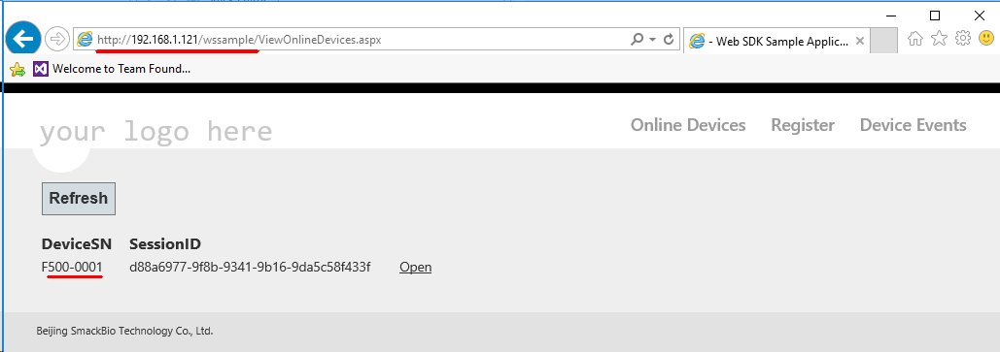 http://192.168.1.121/wssample/ViewOnlineDevices.aspx
- Web SDK Sample Applic...
Welcome to Team Found...
your logo here
Online Devices Register Device Events
Refresh
DeviceSN SessionID
F500-0001 d88a6977-9f8b-9341-9b16-9da5c58f433f Open
Beijing SmackBio Technology Co., Ltd.